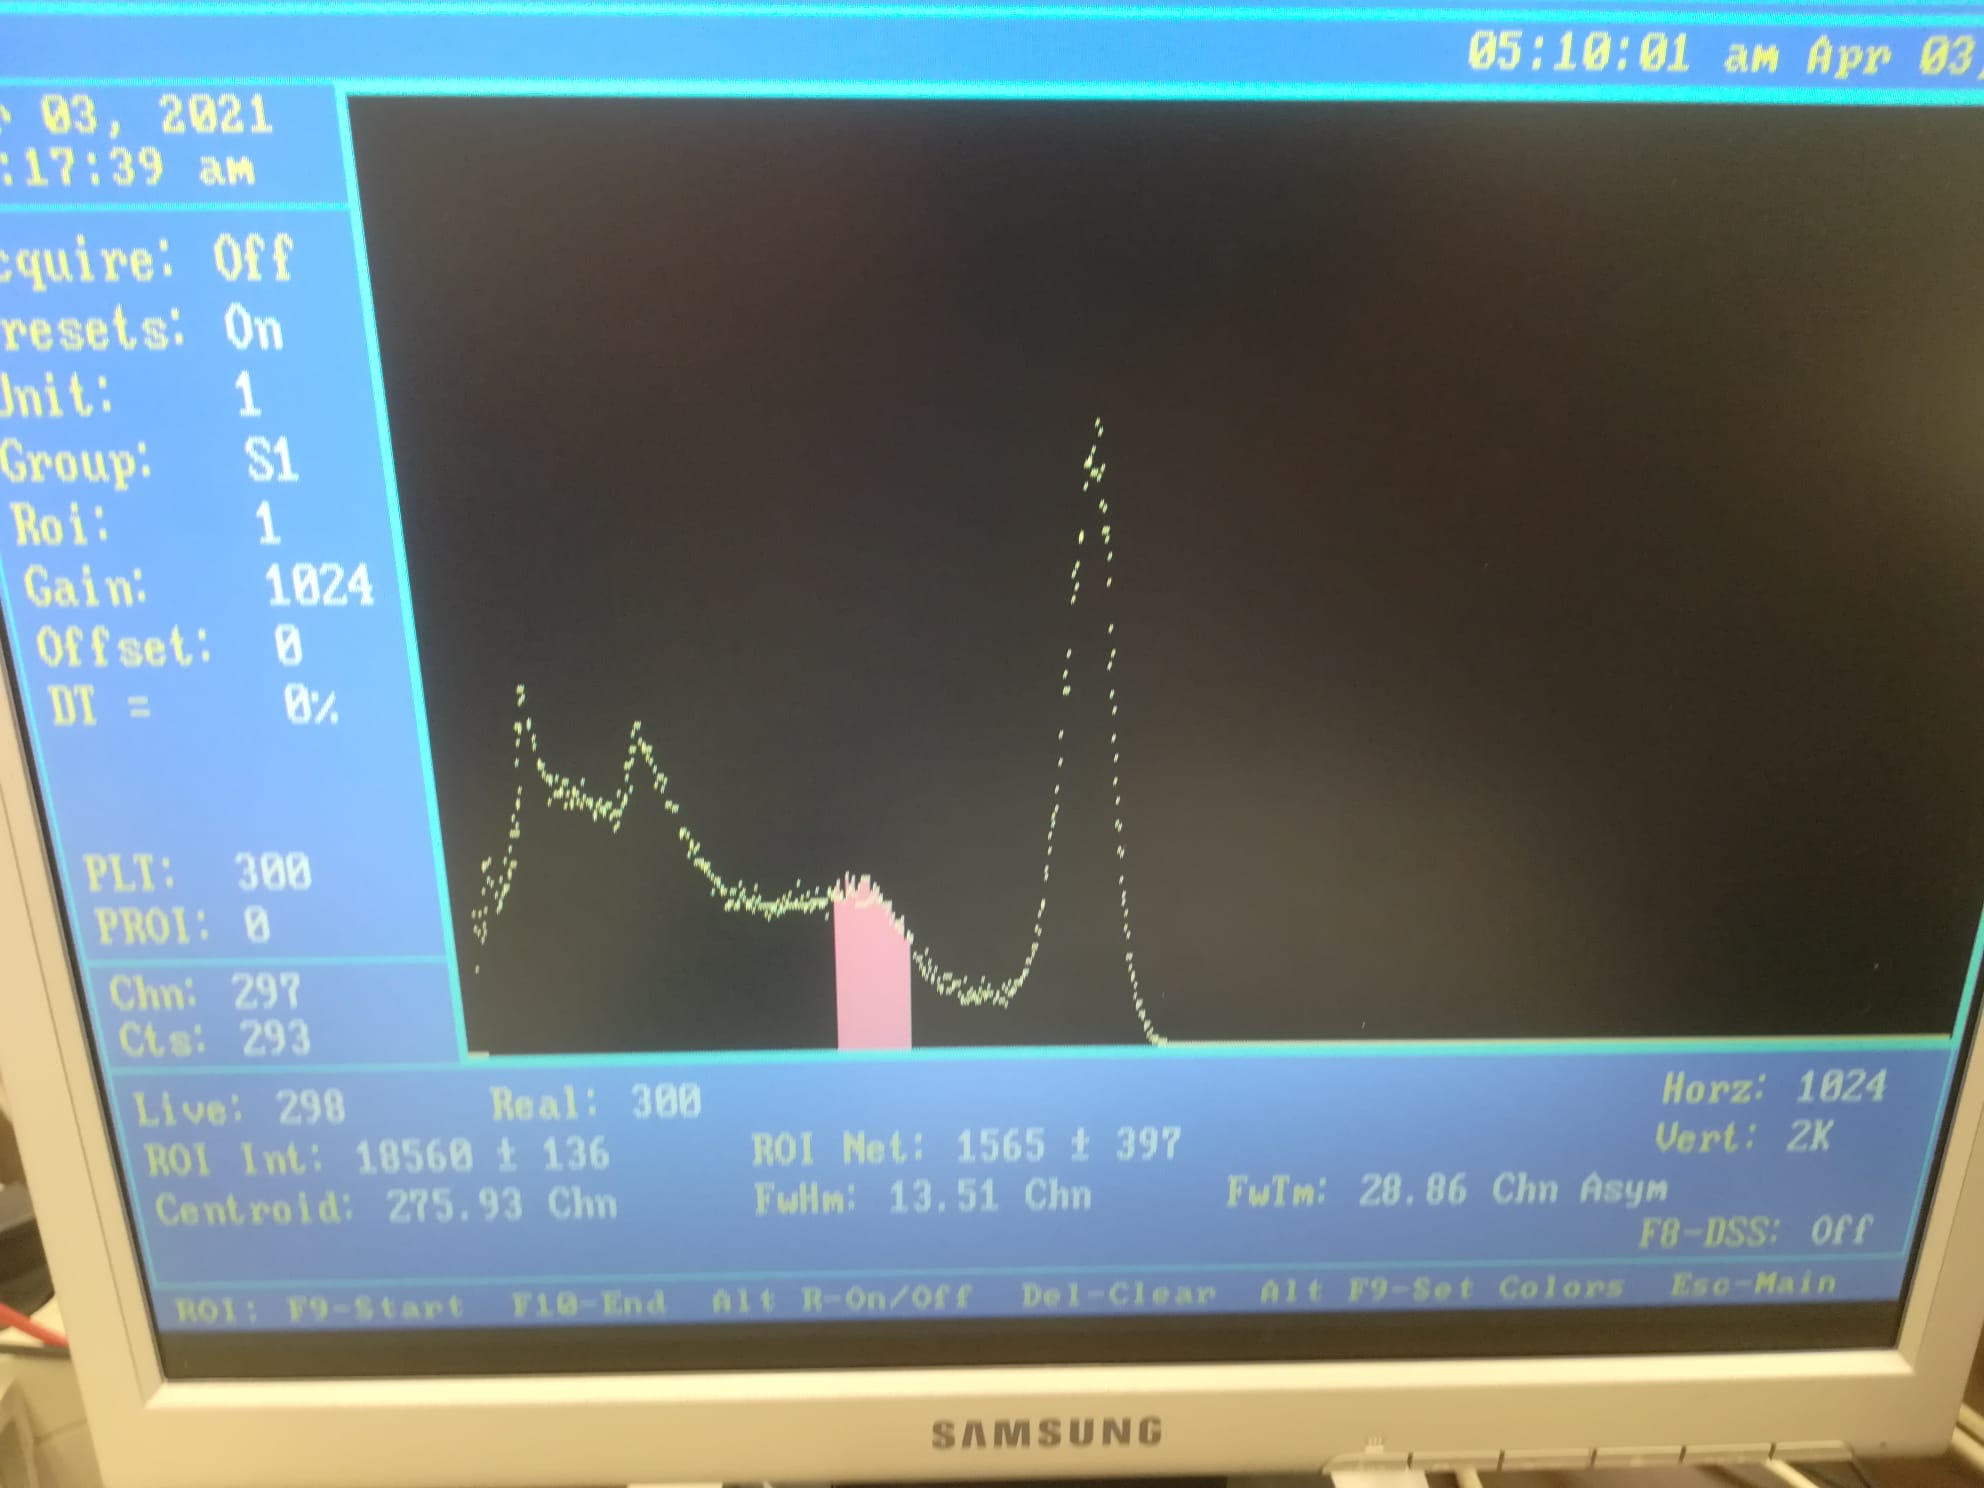 05:10:01 am Apr 03,
03, 2021
:17:39 am
cquire: Off
resets: On
Unit: 1
Group: S1
Roi: 1
Gain: 1024
Offset: 0
DT = 0%
PLT: 300
PROI: 0
Chn: 297
Cts: 293
Live: 298 Real: 300 Horz: 1024
ROI Int: 18560 ± 136 ROI Net: 1565 ± 397 Vert: 2K
Centroid: 275.93 Chn FwHm: 13.51 Chn FwTm: 28.86 Chn Asym
F8-DSS: Off
ROI: F9-Start F10-End Alt R-On/Off Del-Clear Alt F9-Set Colors Esc-Main
SAMSUNG